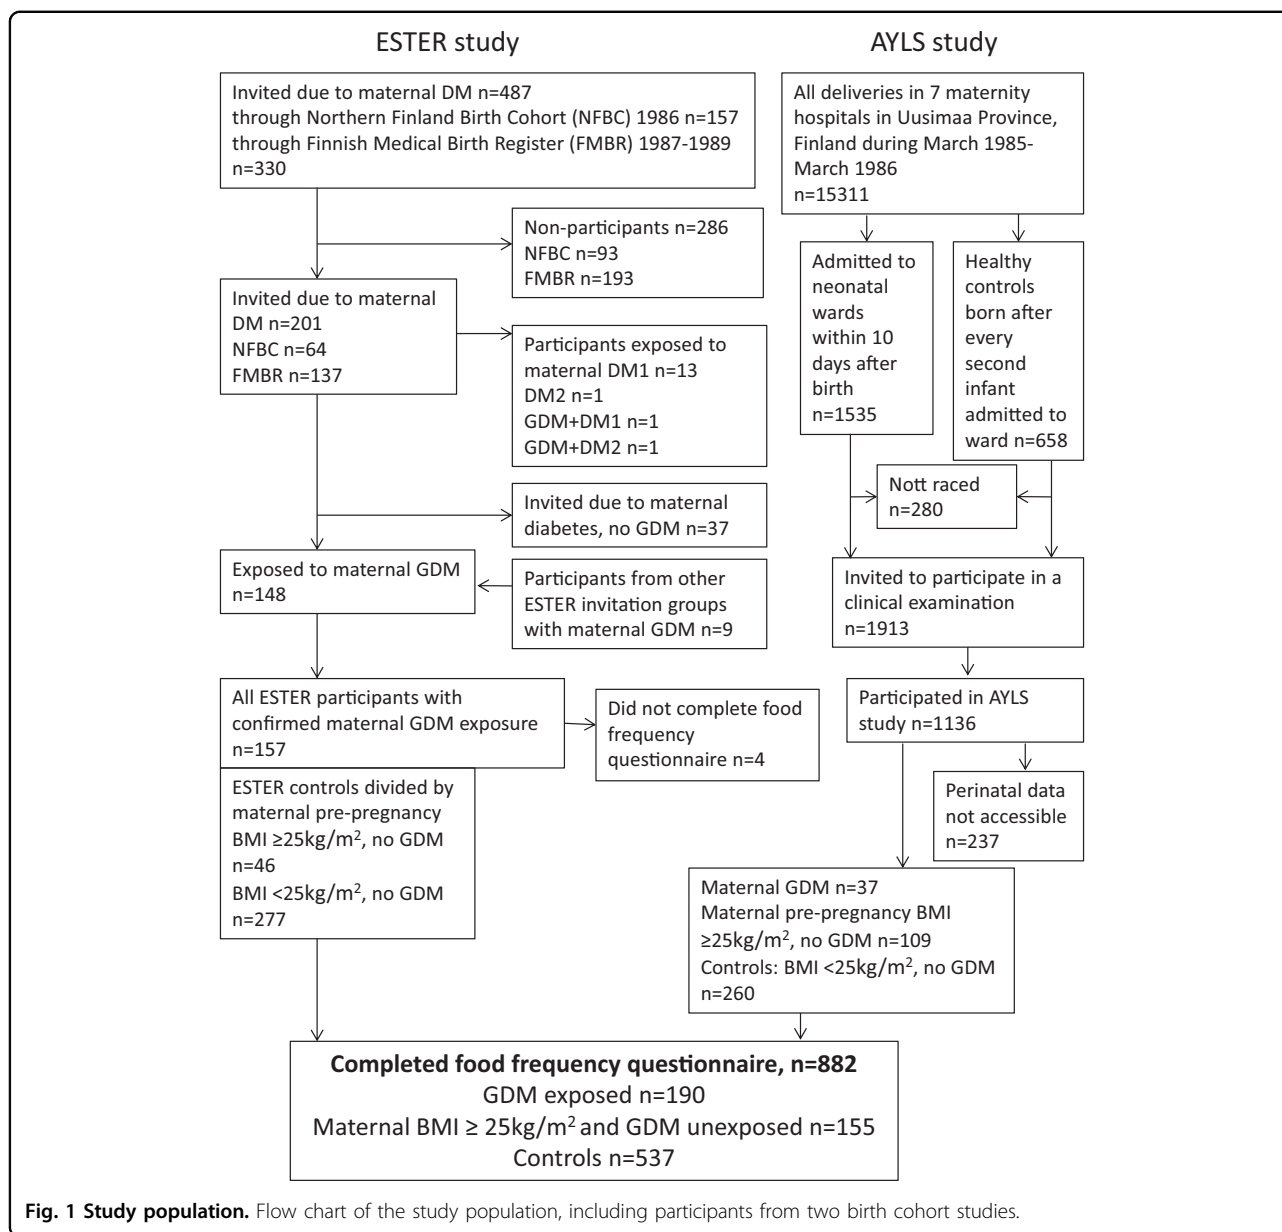 ESTER study
Invited due to maternal DM n=487
through Northern Finland Birth Cohort (NFBC) 1986 n=157
through Finnish Medical Birth Register (FMBR) 1987-1989
n=330
Non-participants n=286
NFBC n=93
FMBR n=193
Invited due to maternal
DM n=201
NFBC n=64
FMBR n=137
Participants exposed to
maternal DM1 n=13
DM2 n=1
GDM+DM1 n=1
GDM+DM2 n=1
Invited due to maternal
diabetes, no GDM n=37
Exposed to maternal GDM
n=148
Participants from other
ESTER invitation groups
with maternal GDM n=9
All ESTER participants with
confirmed maternal GDM exposure
n=157
Did not complete food
frequency
questionnaire n=4
ESTER controls divided by
maternal pre-pregnancy
BMI ≥25kg/m², no GDM
n=46
BMI <25kg/m², no GDM
n=277
AYLS study
All deliveries in 7 maternity
hospitals in Uusimaa Province,
Finland during March 1985-
March 1986
n=15311
Admitted to
neonatal
wards
within 10
days after
birth
n=1535
Healthy
controls
born after
every
second
infant
admitted to
ward n=658
Nott raced
n=280
Invited to participate in a
clinical examination
n=1913
Participated in AYLS
study n=1136
Perinatal data
not accessible
n=237
Maternal GDM n=37
Maternal pre-pregnancy BMI
≥25kg/m², no GDM n=109
Controls: BMI <25kg/m², no GDM
n=260
Completed food frequency questionnaire, n=882
GDM exposed n=190
Maternal BMI ≥ 25kg/m² and GDM unexposed n=155
Controls n=537
Fig. 1 Study population. Flow chart of the study population, including participants from two birth cohort studies.